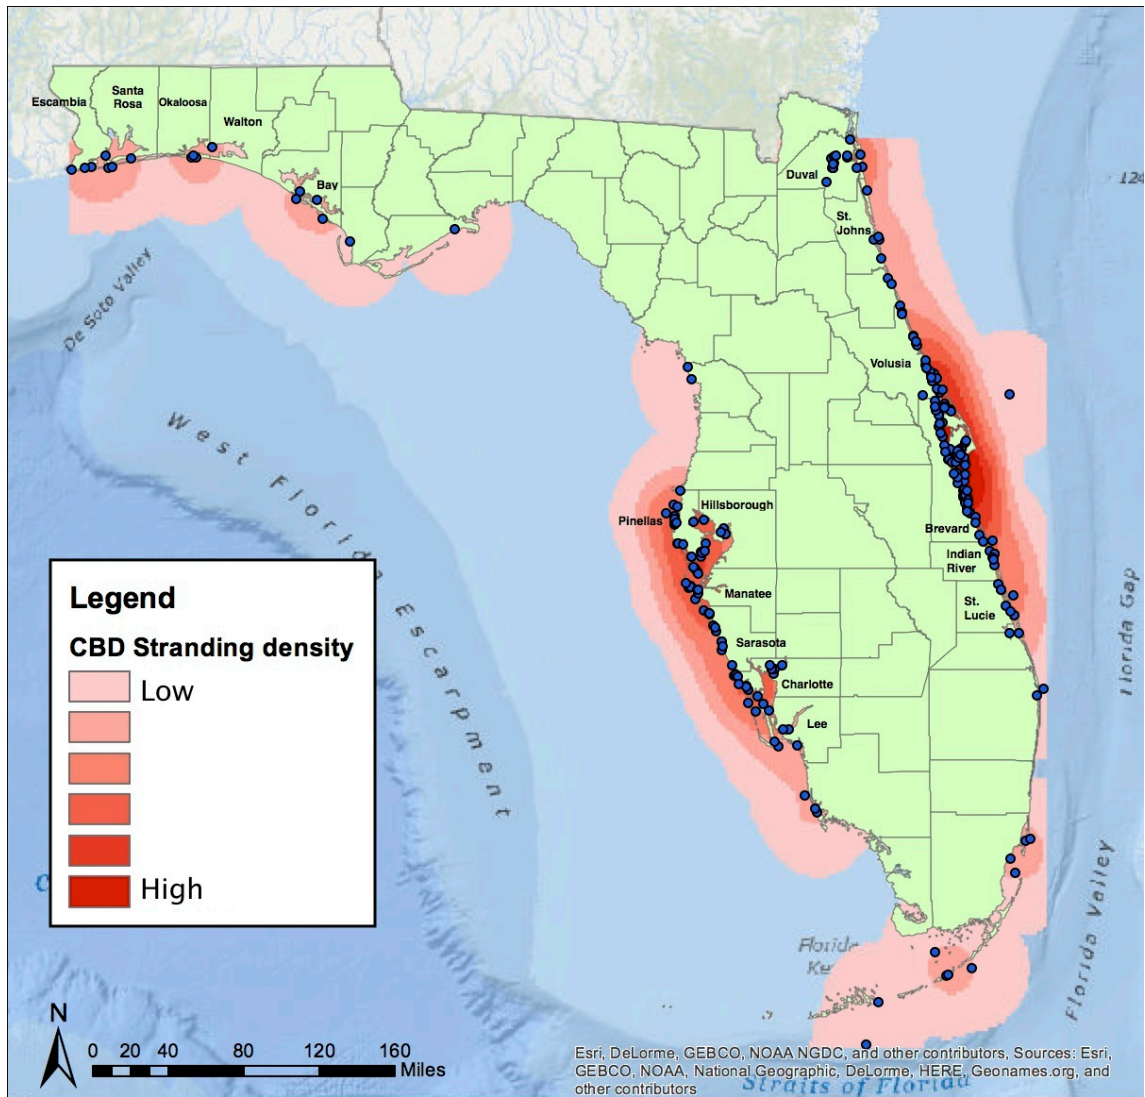 Escambia
Santa
Rosa
Okaloosa
Walton
Bay
Duval
St.
Johns
124
De Soto Valley
Volusia
West Florida Escarpment
Hillsborough
Pinellas
Brevard
Indian
River
Manatee
St.
Lucie
Sarasota
Charlotte
Lee
Florida Gap
Legend
CBD Stranding density
Low
High
Florida Valley
Florida
Ke
N
0 20 40 80 120 160
Miles
Esri, DeLorme, GEBCO, NOAA NGDC, and other contributors, Sources: Esri,
GEBCO, NOAA, National Geographic, DeLorme, HERE, Geonames.org, and
other contributors
Straits of Florida